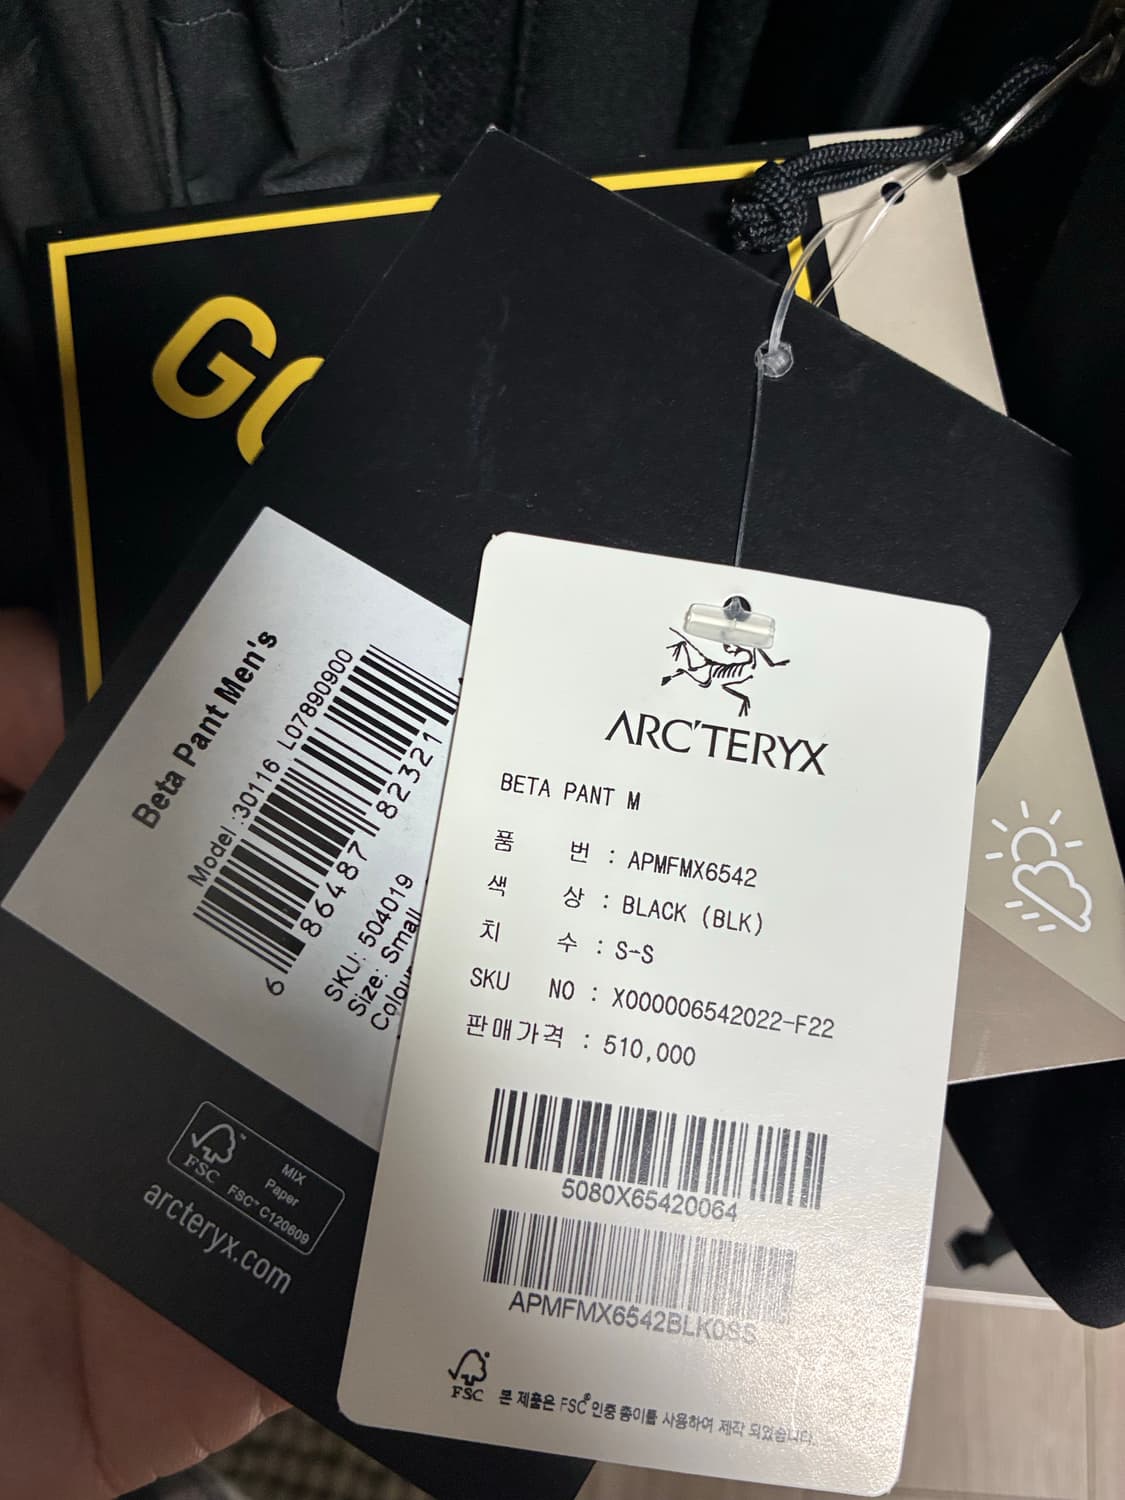 GO
Beta Pant Men's
Model :30116 L07890900
6 86487 82321
SKU: 504019
Size: Small
Colour
FSC
MIX
Paper
FSC™ C120609
arcteryx.com
ARC'TERYX
BETA PANT M
품 번 : APMFMX6542
색 상 : BLACK (BLK)
치 수 : S-S
SKU NO : X000006542022-F22
판매가격 : 510,000
5080X65420064
APMFMX6542BLK0SS
FSC
본 제품은 FSC® 인증 종이를 사용하여 제작 되었습니다.